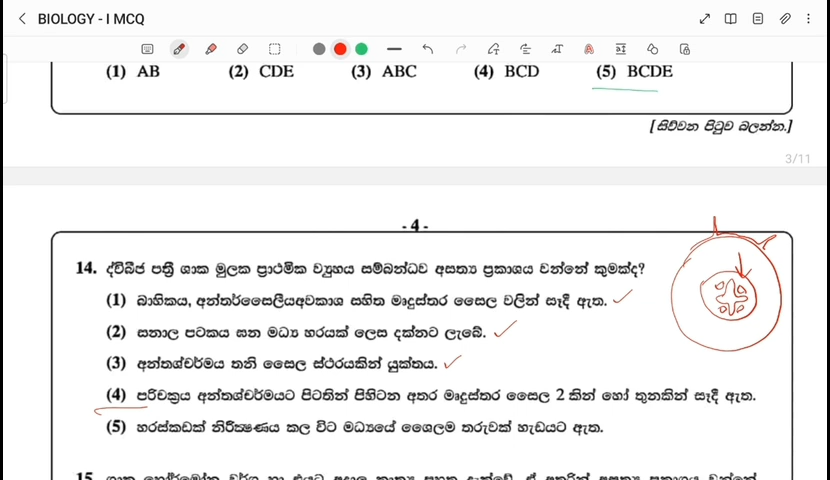 BIOLOGY - I MCQ
(1) AB (2) CDE (3) ABC (4) BCD (5) BCDE
[සිව්වන පිටුව බලන්න.]
3/11
- 4 -
14. ද්විබීජ පත්‍රී ශාක මූලක ප්‍රාථමික ව්‍යුහය සම්බන්ධව අසත්‍ය ප්‍රකාශය වන්නේ කුමක්ද?
(1) බාහිකය, අන්තර්සෛලීයඅවකාශ සහිත මෘදුස්තර සෛල වලින් සෑදී ඇත.
(2) සනාල පටකය ඝන මධ්‍ය හරයක් ලෙස දක්නට ලැබේ.
(3) අන්තශ්චර්මය තනි සෛල ස්ථරයකින් යුක්තය.
(4) පරිචක්‍රය අන්තශ්චර්මයට පිටතින් පිහිටන අතර මෘදුස්තර සෛල 2 කින් හෝ තුනකින් සෑදී ඇත.
(5) හරස්කඩක් නිරීක්‍ෂණය කල විට මධ්‍යයේ ශෛලම තරුවක් හැඩයට ඇත.
15.